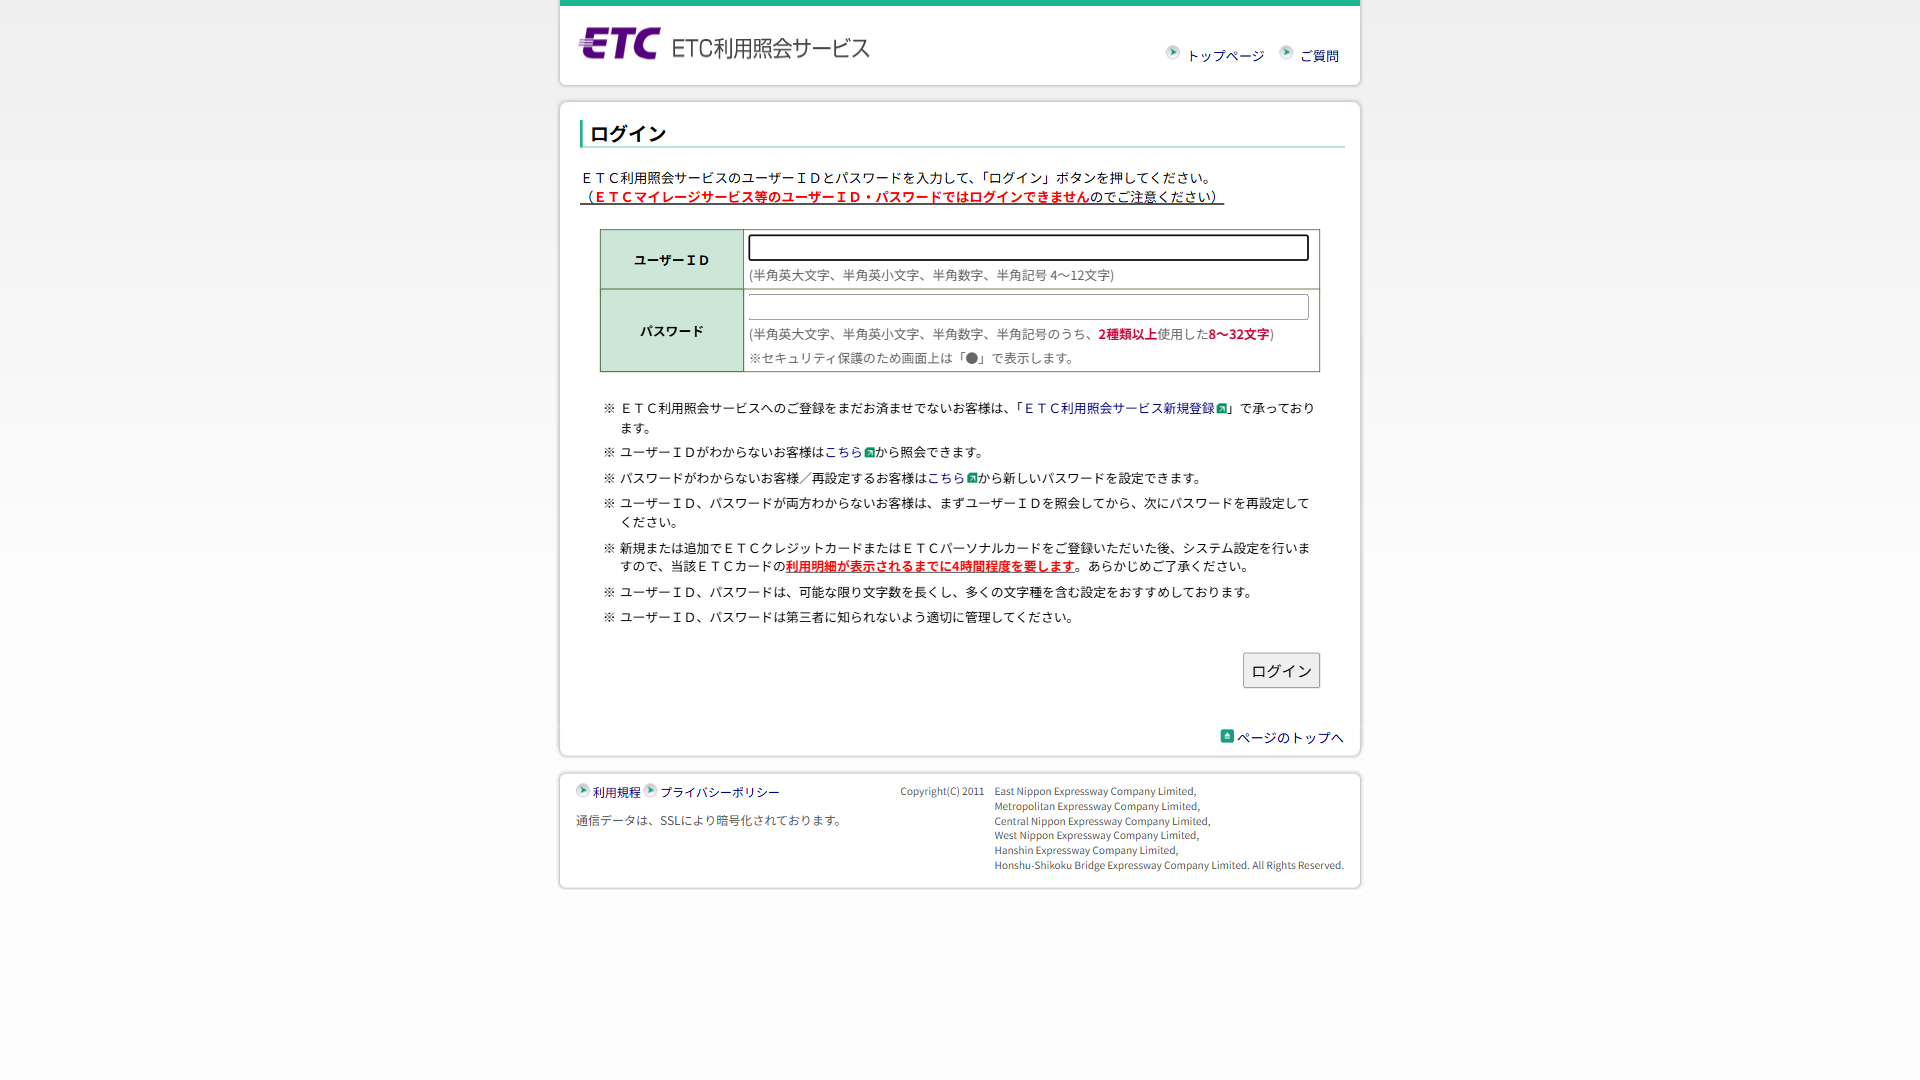 ETC ETC利用照会サービス
トップページ ご質問
ログイン
ETC利用照会サービスのユーザーIDとパスワードを入力して、「ログイン」ボタンを押してください。
(ETCマイレージサービス等のユーザーID・パスワードではログインできませんのでご注意ください)
ユーザーID
(半角英大文字、半角英小文字、半角数字、半角記号 4～12文字)
パスワード
(半角英大文字、半角英小文字、半角数字、半角記号のうち、2種類以上使用した8～32文字)
※セキュリティ保護のため画面上は「●」で表示します。
※ ETC利用照会サービスへのご登録をまだお済ませでないお客様は、「ETC利用照会サービス新規登録」で承っており
ます。
※ ユーザーIDがわからないお客様はこちらから照会できます。
※ パスワードがわからないお客様／再設定するお客様はこちらから新しいパスワードを設定できます。
※ ユーザーID、パスワードが両方わからないお客様は、まずユーザーIDを照会してから、次にパスワードを再設定して
ください。
※ 新規または追加でETCクレジットカードまたはETCパーソナルカードをご登録いただいた後、システム設定を行いま
すので、当該ETCカードの利用明細が表示されるまでに4時間程度を要します。あらかじめご了承ください。
※ ユーザーID、パスワードは、可能な限り文字数を長くし、多くの文字種を含む設定をおすすめしております。
※ ユーザーID、パスワードは第三者に知られないよう適切に管理してください。
ログイン
ページのトップへ
利用規程 プライバシーポリシー
通信データは、SSLにより暗号化されております。
Copyright(C) 2011 East Nippon Expressway Company Limited,
Metropolitan Expressway Company Limited,
Central Nippon Expressway Company Limited,
West Nippon Expressway Company Limited,
Hanshin Expressway Company Limited,
Honshu-Shikoku Bridge Expressway Company Limited. All Rights Reserved.